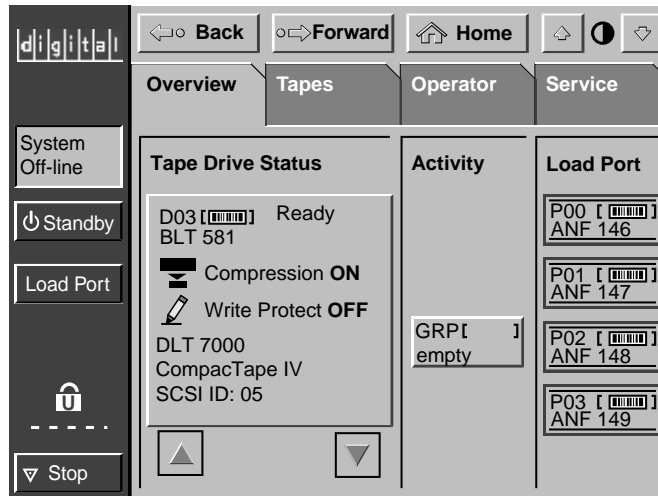 digital
Back
Forward
Home
Overview
Tapes
Operator
Service
System
Off-line
Standby
Load Port
U
Stop
Tape Drive Status
D03 [ ] Ready
BLT 581
Compression ON
Write Protect OFF
DLT 7000
CompacTape IV
SCSI ID: 05
Activity
GRP[ ]
empty
Load Port
P00 [ ]
ANF 146
P01 [ ]
ANF 147
P02 [ ]
ANF 148
P03 [ ]
ANF 149